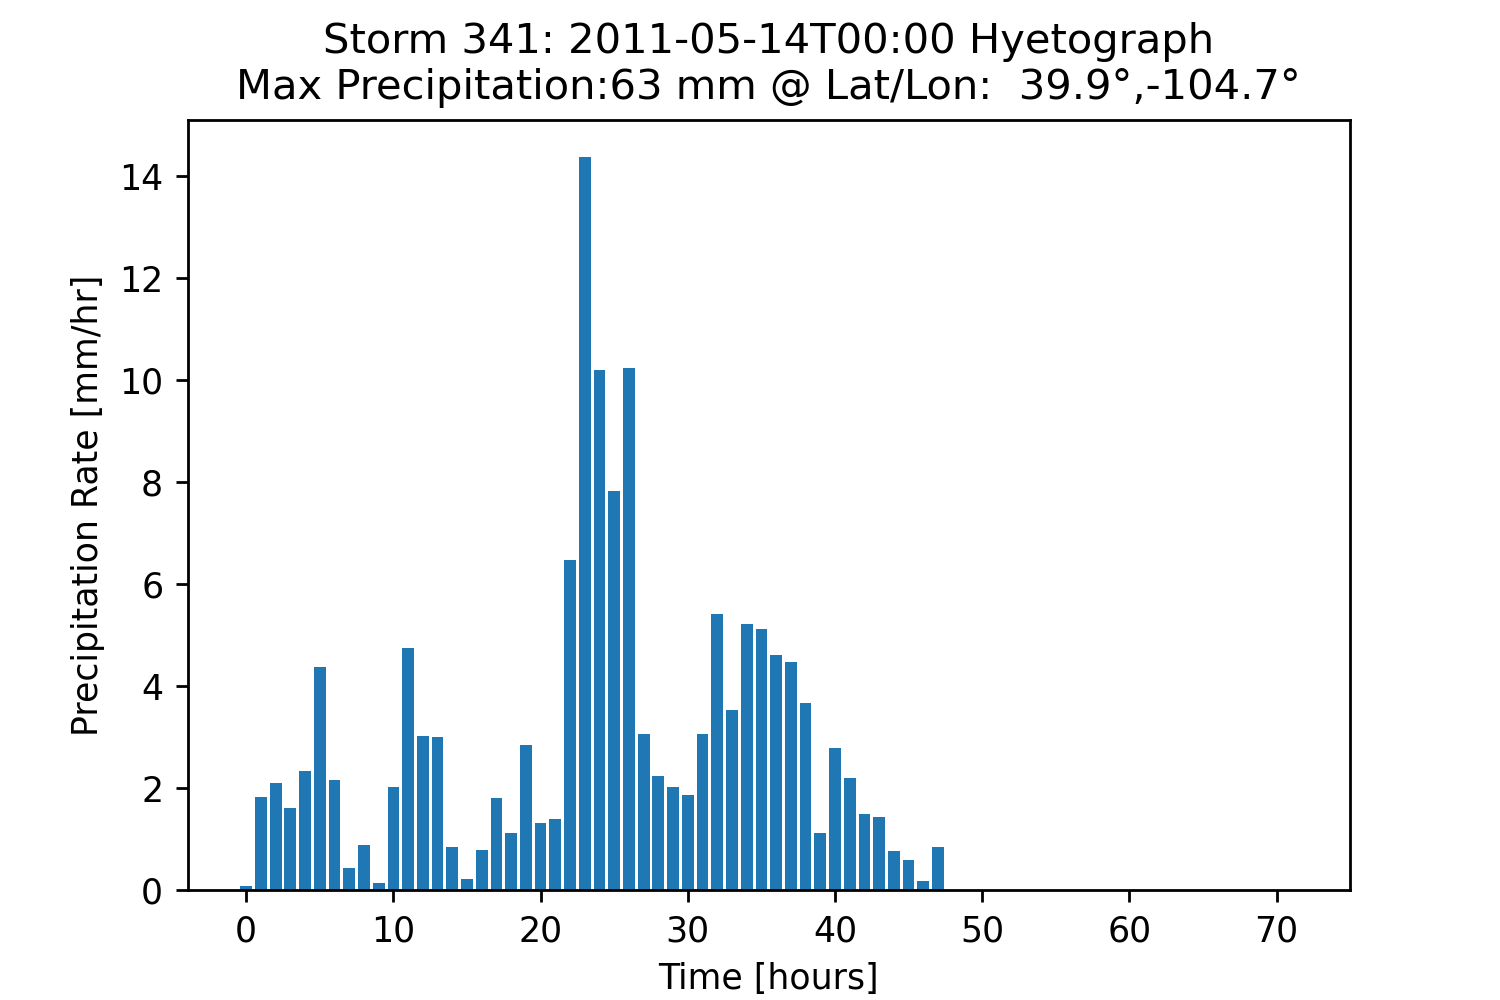 Storm 341: 2011-05-14T00:00 Hyetograph
Max Precipitation:63 mm @ Lat/Lon:  39.9°,-104.7°
Precipitation Rate [mm/hr]
14
12
10
8
6
4
2
0
0 10 20 30 40 50 60 70
Time [hours]